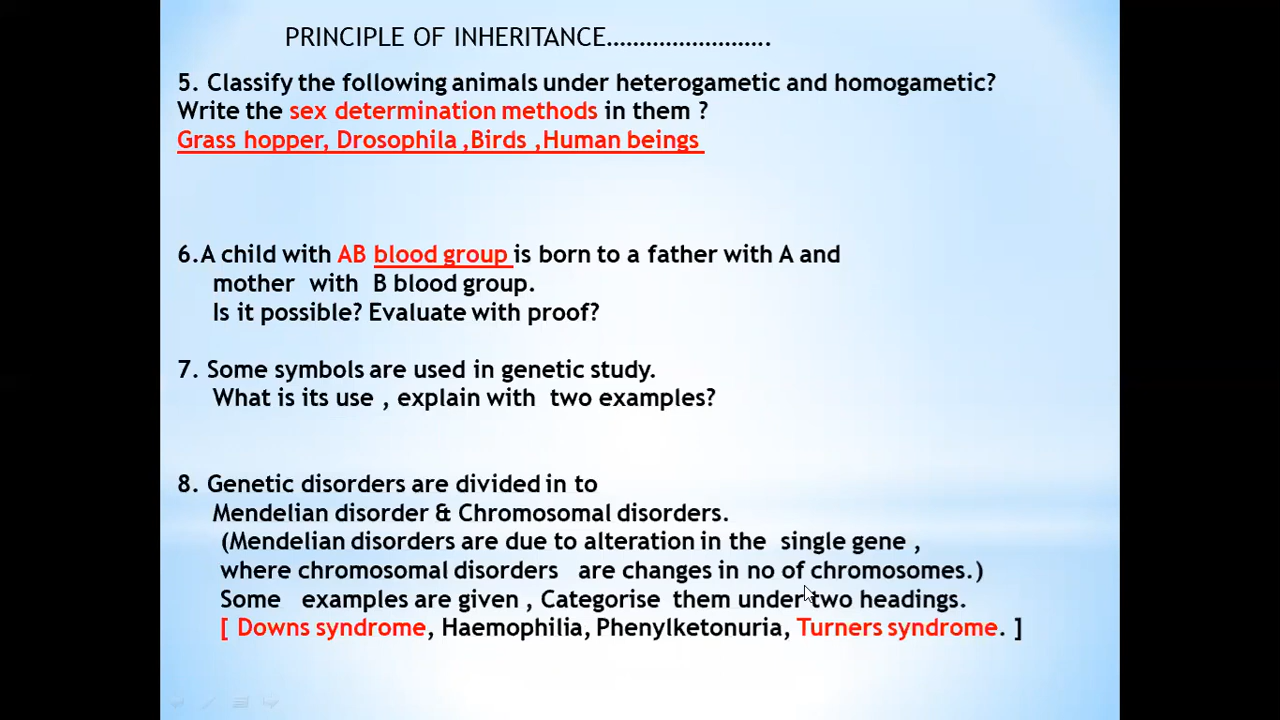 PRINCIPLE OF INHERITANCE.........................
5. Classify the following animals under heterogametic and homogametic?
Write the sex determination methods in them ?
Grass hopper, Drosophila ,Birds ,Human beings
6.A child with AB blood group is born to a father with A and
mother with B blood group.
Is it possible? Evaluate with proof?
7. Some symbols are used in genetic study.
What is its use , explain with two examples?
8. Genetic disorders are divided in to
Mendelian disorder & Chromosomal disorders.
(Mendelian disorders are due to alteration in the single gene ,
where chromosomal disorders are changes in no of chromosomes.)
Some examples are given , Categorise them under two headings.
[ Downs syndrome, Haemophilia, Phenylketonuria, Turners syndrome. ]